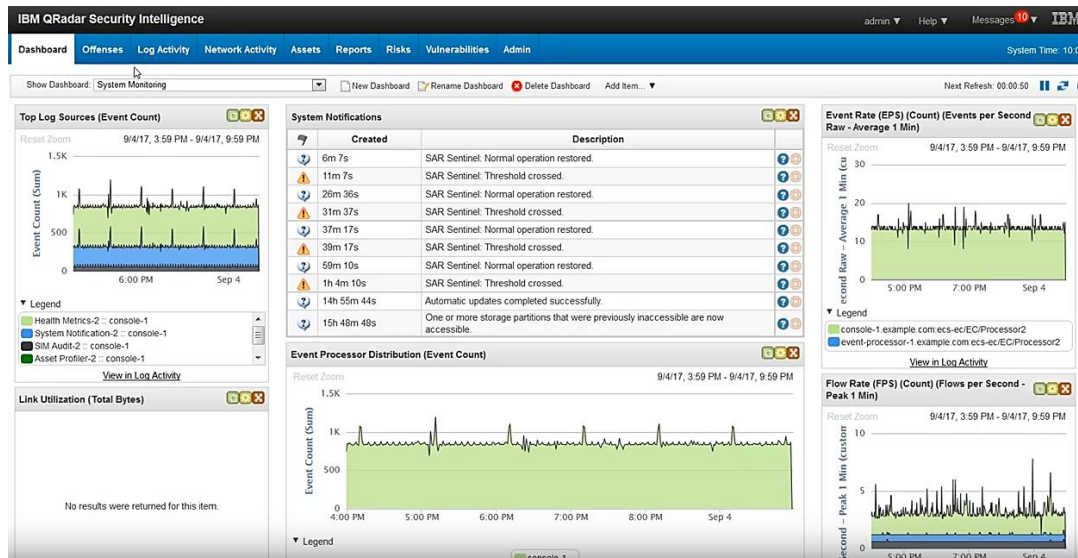 IBM QRadar Security Intelligence
admin ▼ Help ▼ Messages 10 ▼ IBM
Dashboard Offenses Log Activity Network Activity Assets Reports Risks Vulnerabilities Admin
System Time: 10:0
Show Dashboard: System Monitoring
New Dashboard Rename Dashboard Delete Dashboard Add Item... ▼
Next Refresh: 00:00:50
Top Log Sources (Event Count)
Reset Zoom 9/4/17, 3:59 PM - 9/4/17, 9:59 PM
Event Count (Sum)
1.5K
1K
500
0
6:00 PM Sep 4
▼ Legend
Health Metrics-2 :: console-1
System Notification-2 :: console-1
SIM Audit-2 :: console-1
Asset Profiler-2 :: console-1
View in Log Activity
Link Utilization (Total Bytes)
No results were returned for this item.
System Notifications
Created Description
6m 7s SAR Sentinel: Normal operation restored.
11m 7s SAR Sentinel: Threshold crossed.
26m 36s SAR Sentinel: Normal operation restored.
31m 37s SAR Sentinel: Threshold crossed.
37m 17s SAR Sentinel: Normal operation restored.
39m 17s SAR Sentinel: Threshold crossed.
59m 10s SAR Sentinel: Normal operation restored.
1h 4m 10s SAR Sentinel: Threshold crossed.
14h 55m 44s Automatic updates completed successfully.
15h 48m 48s One or more storage partitions that were previously inaccessible are now
accessible.
Event Processor Distribution (Event Count)
Reset Zoom 9/4/17, 3:59 PM - 9/4/17, 9:59 PM
Event Count (Sum)
1.5K
1K
500
0
4:00 PM 5:00 PM 6:00 PM 7:00 PM 8:00 PM Sep 4
▼ Legend
console-1
Event Rate (EPS) (Count) (Events per Second
Raw - Average 1 Min)
Reset Zoom 9/4/17, 3:59 PM - 9/4/17, 9:59 PM
econd Raw - Average 1 Min (cu
30
20
10
0
5:00 PM 7:00 PM Sep 4
▼ Legend
console-1.example.com:ecs-ec/EC/Processor2
event-processor-1.example.com:ecs-ec/EC/Processor2
View in Log Activity
Flow Rate (FPS) (Count) (Flows per Second -
Peak 1 Min)
Reset Zoom 9/4/17, 3:59 PM - 9/4/17, 9:59 PM
econd - Peak 1 Min (custom
10
5
0
5:00 PM 7:00 PM Sep 4